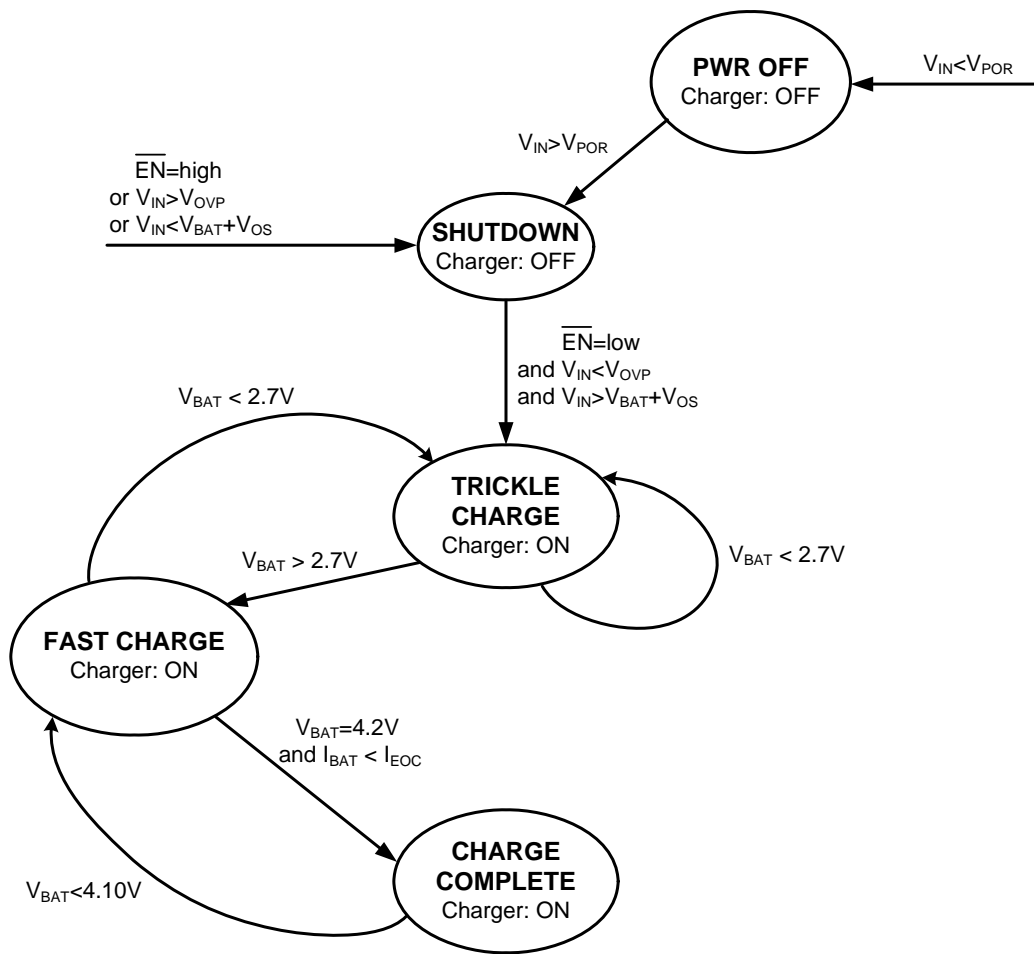 PWR OFF
Charger: OFF
V_IN<V_POR
V_IN>V_POR
E̅N̅=high
or V_IN>V_OVP
or V_IN<V_BAT+V_OS
SHUTDOWN
Charger: OFF
E̅N̅=low
and V_IN<V_OVP
and V_IN>V_BAT+V_OS
V_BAT < 2.7V
TRICKLE
CHARGE
Charger: ON
V_BAT < 2.7V
V_BAT > 2.7V
FAST CHARGE
Charger: ON
V_BAT=4.2V
and I_BAT < I_EOC
CHARGE
COMPLETE
Charger: ON
V_BAT<4.10V